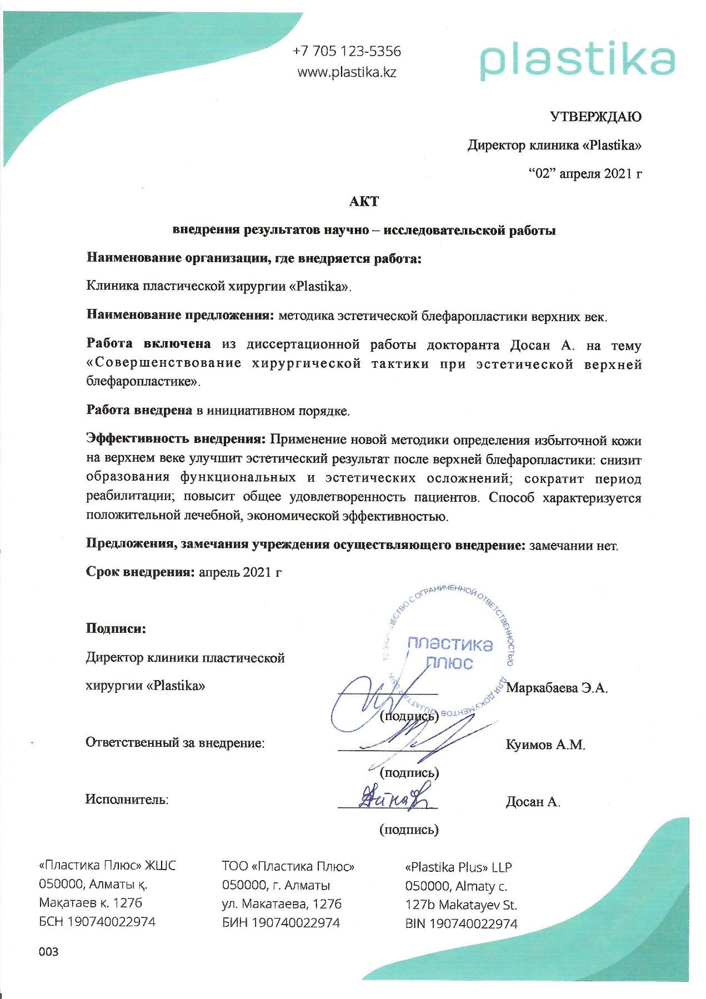 +7 705 123-5356
www.plastika.kz
plastika
УТВЕРЖДАЮ
Директор клиника «Plastika»
“02” апреля 2021 г
АКТ
внедрения результатов научно – исследовательской работы
Наименование организации, где внедряется работа:
Клиника пластической хирургии «Plastika».
Наименование предложения: методика эстетической блефаропластики верхних век.
Работа включена из диссертационной работы докторанта Досан А. на тему
«Совершенствование хирургической тактики при эстетической верхней
блефаропластике».
Работа внедрена в инициативном порядке.
Эффективность внедрения: Применение новой методики определения избыточной кожи
на верхнем веке улучшит эстетический результат после верхней блефаропластики: снизит
образования функциональных и эстетических осложнений; сократит период
реабилитации; повысит общее удовлетворенность пациентов. Способ характеризуется
положительной лечебной, экономической эффективностью.
Предложения, замечания учреждения осуществляющего внедрение: замечании нет.
Срок внедрения: апрель 2021 г
ОГРАНИЧЕННОЙ ОТВЕТСТВЕННОСТЬЮ
ДЛЯ ДОКУМЕНТОВ
пластика
плюс
Подписи:
Директор клиники пластической
хирургии «Plastika»
Маркабаева Э.А.
(подпись)
Ответственный за внедрение:
Куимов А.М.
(подпись)
Исполнитель:
Досан А.
(подпись)
«Пластика Плюс» ЖШС
050000, Алматы қ.
Мақатаев к. 127б
БСН 190740022974
ТОО «Пластика Плюс»
050000, г. Алматы
ул. Макатаева, 127б
БИН 190740022974
«Plastika Plus» LLP
050000, Almaty c.
127b Makatayev St.
BIN 190740022974
003